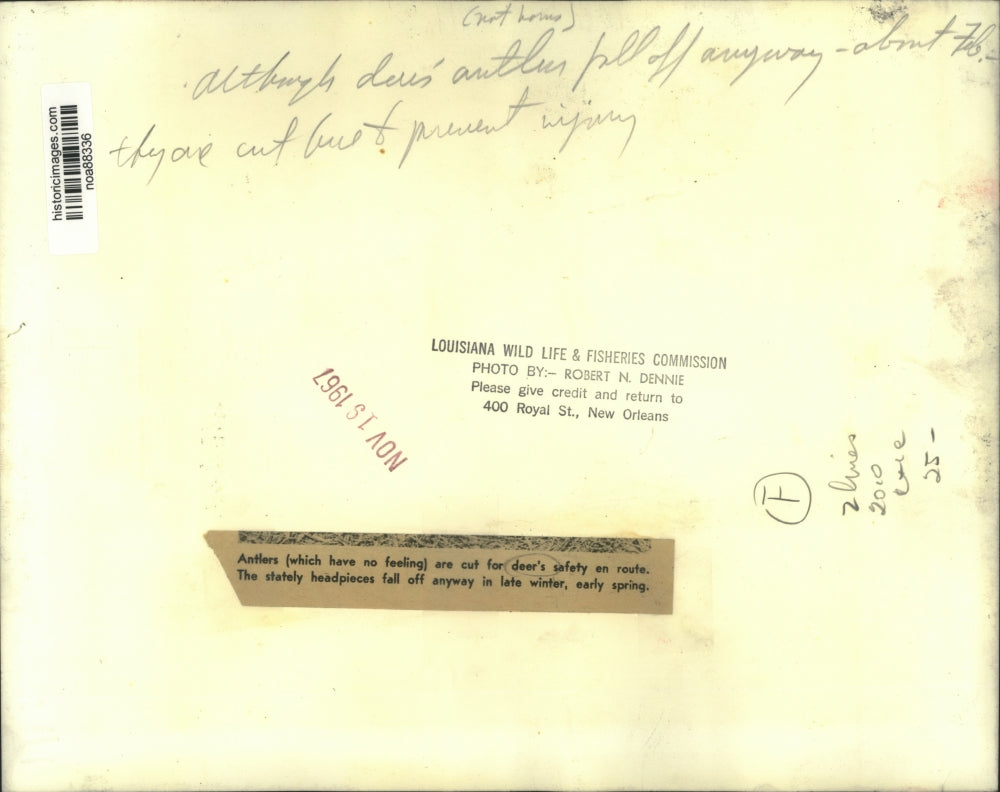 (not horns)
Although deer's antlers fall off anyway - about Feb. -
they are cut here to prevent injury
historicimages.com
noa88336
LOUISIANA WILD LIFE & FISHERIES COMMISSION
PHOTO BY:- ROBERT N. DENNIE
Please give credit and return to
400 Royal St., New Orleans
NOV 19 1967
F
2 lines
2010
25-
Antlers (which have no feeling) are cut for deer's safety en route.
The stately headpieces fall off anyway in late winter, early spring.